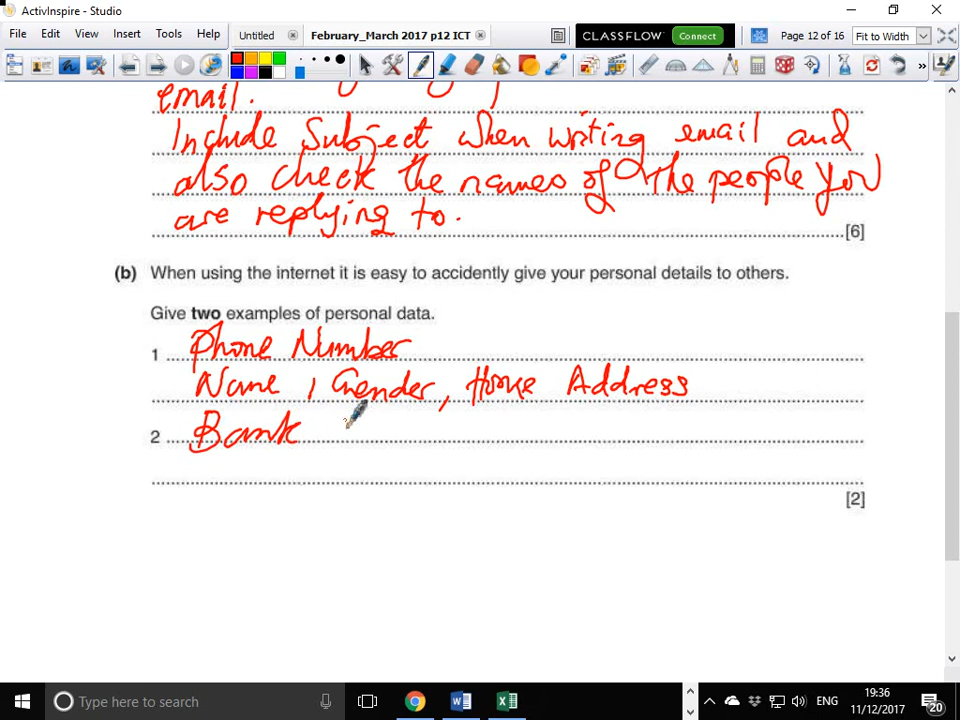 ActivInspire - Studio
File Edit View Insert Tools Help Untitled February_March 2017 p12 ICT CLASSFLOW Connect Page 12 of 16 Fit to Width
email.
Include Subject when writing email and
also check the names of the people you
are replying to.
[6]
(b) When using the internet it is easy to accidently give your personal details to others.
Give two examples of personal data.
1 Phone Number
Name, Gender, House Address
2 Bank
[2]
Type here to search
ENG 19:36
11/12/2017 20